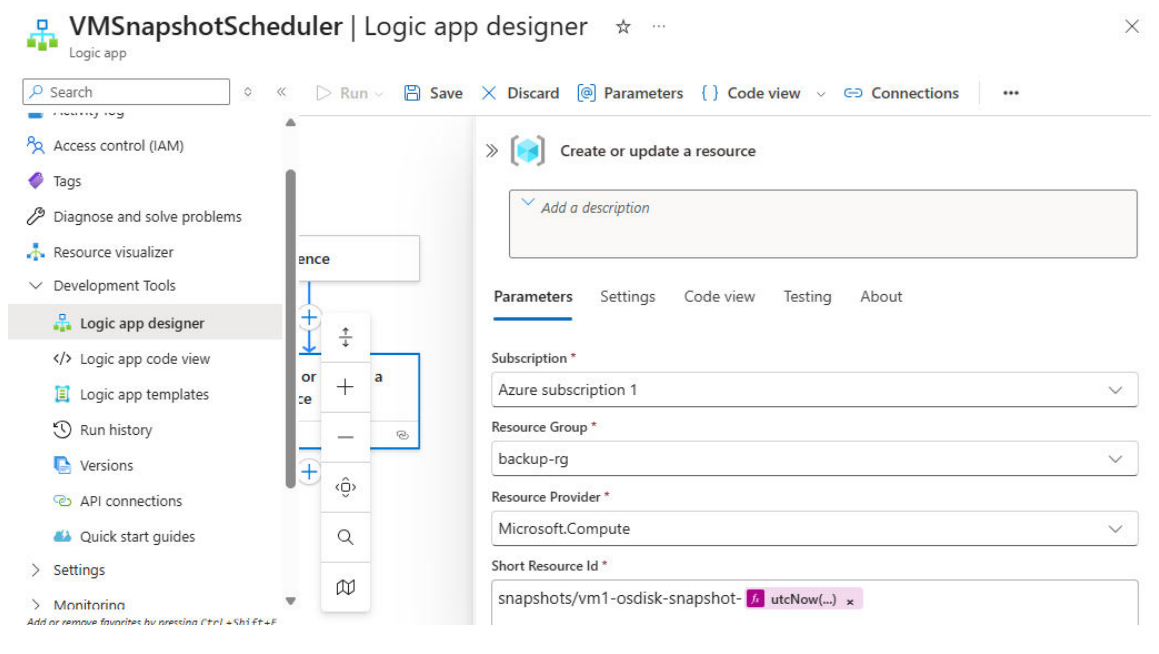 VMSnapshotScheduler | Logic app designer
Logic app
Search
Run
Save
Discard
Parameters
Code view
Connections
Activity log
Access control (IAM)
Tags
Diagnose and solve problems
Resource visualizer
Development Tools
Logic app designer
Logic app code view
Logic app templates
Run history
Versions
API connections
Quick start guides
Settings
Monitoring
Add or remove favorites by pressing Ctrl+Shift+F
ence
or a
ce
Create or update a resource
Add a description
Parameters Settings Code view Testing About
Subscription *
Azure subscription 1
Resource Group *
backup-rg
Resource Provider *
Microsoft.Compute
Short Resource Id *
snapshots/vm1-osdisk-snapshot- fx utcNow(...) ×